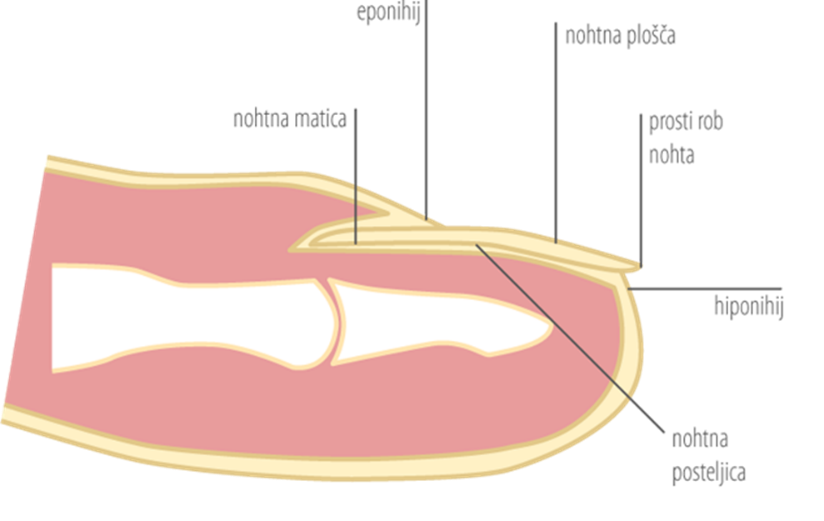 eponihij
nohtna plošča
nohtna matica
prosti rob
nohta
hiponihij
nohtna
posteljica